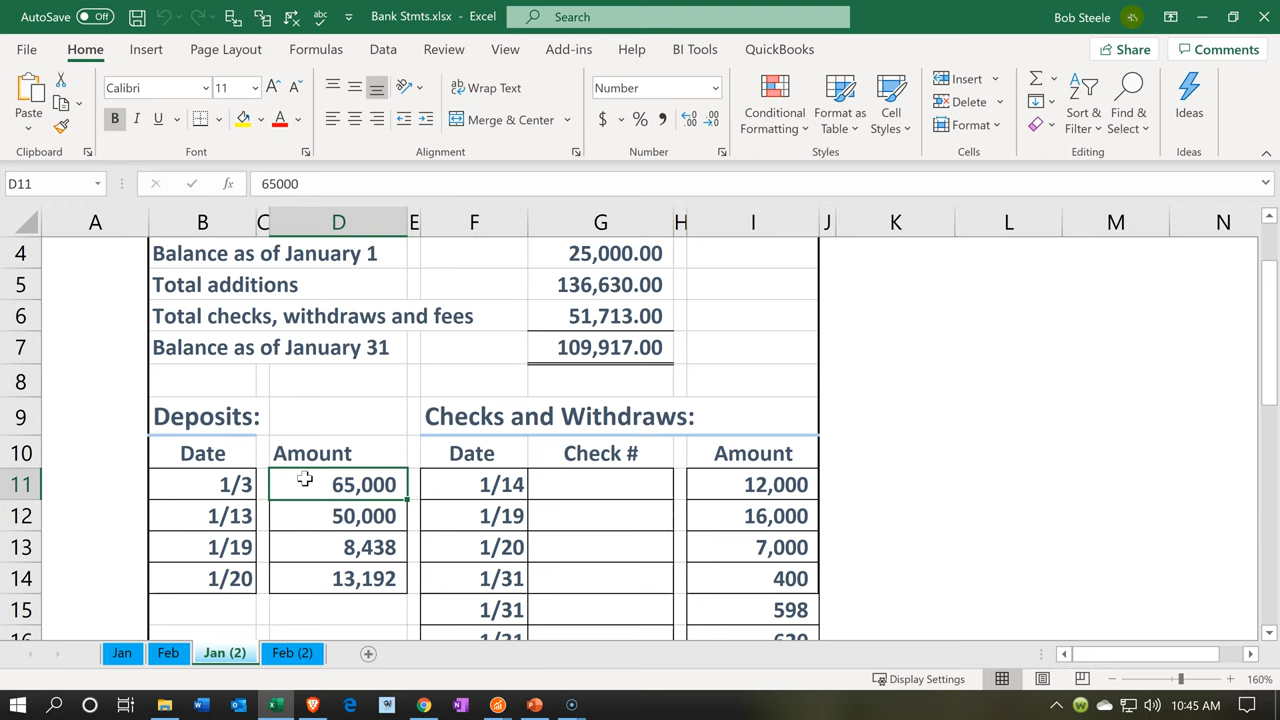 AutoSave Off Bank Stmts.xlsx - Excel Search Bob Steele
File Home Insert Page Layout Formulas Data Review View Add-ins Help BI Tools QuickBooks Share Comments
Paste Calibri 11 Wrap Text Number Conditional Formatting Format as Table Cell Styles Insert Sort & Filter Find & Select Ideas
B I U Merge & Center $ % Delete
Format
Clipboard Font Alignment Number Styles Cells Editing Ideas
D11 fx 65000
A B C D E F G H I J K L M N
4 Balance as of January 1 25,000.00
5 Total additions 136,630.00
6 Total checks, withdraws and fees 51,713.00
7 Balance as of January 31 109,917.00
8
9 Deposits: Checks and Withdraws:
10 Date Amount Date Check # Amount
11 1/3 65,000 1/14 12,000
12 1/13 50,000 1/19 16,000
13 1/19 8,438 1/20 7,000
14 1/20 13,192 1/31 400
15 1/31 598
Jan Feb Jan (2) Feb (2)
Display Settings 160%
10:45 AM